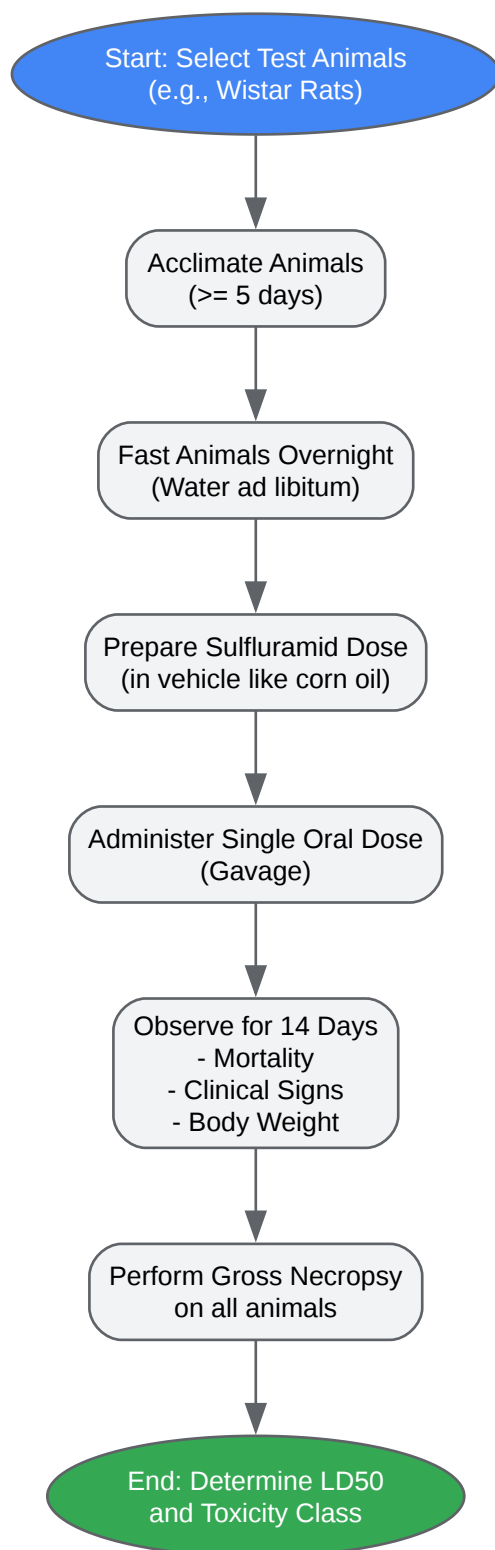 Start: Select Test Animals
(e.g., Wistar Rats)
Acclimate Animals
(>= 5 days)
Fast Animals Overnight
(Water ad libitum)
Prepare Sulfluramid Dose
(in vehicle like corn oil)
Administer Single Oral Dose
(Gavage)
Observe for 14 Days
- Mortality
- Clinical Signs
- Body Weight
Perform Gross Necropsy
on all animals
End: Determine LD50
and Toxicity Class